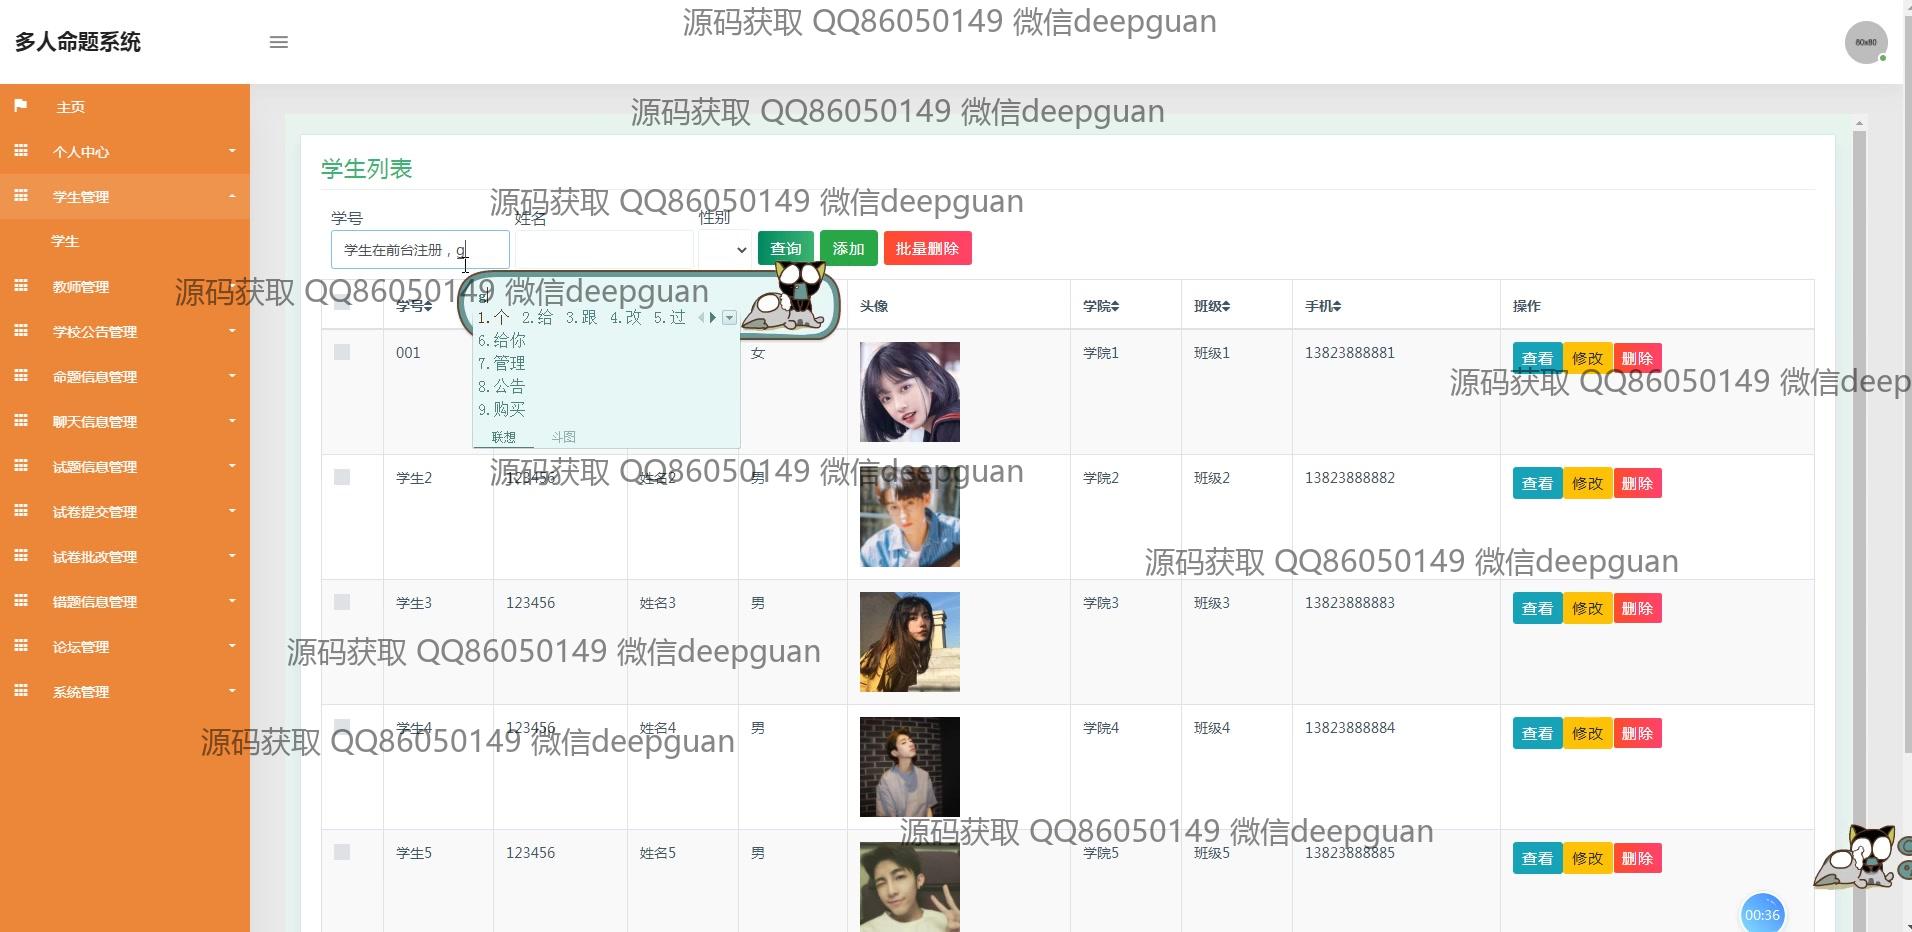 源码获取 QQ86050149 微信deepguan
多人命题系统
60x60
主页
源码获取 QQ86050149 微信deepguan
个人中心
学生管理
学生
教师管理
学校公告管理
命题信息管理
聊天信息管理
试题信息管理
试卷提交管理
试卷批改管理
错题信息管理
论坛管理
系统管理
学生列表
源码获取 QQ86050149 微信deepguan
学号 姓名 性别
学生在前台注册，g 查询 添加 批量删除
源码获取 QQ86050149 微信deepguan
g
1.个 2.给 3.跟 4.改 5.过
6.给你
7.管理
8.公告
9.购买
联想 斗图
学号 头像 学院 班级 手机 操作
001 女 学院1 班级1 13823888881 查看 修改 删除
源码获取 QQ86050149 微信deep
源码获取 QQ86050149 微信deepguan
学生2 123456 姓名2 男 学院2 班级2 13823888882 查看 修改 删除
源码获取 QQ86050149 微信deepguan
学生3 123456 姓名3 男 学院3 班级3 13823888883 查看 修改 删除
源码获取 QQ86050149 微信deepguan
学生4 123456 姓名4 男 学院4 班级4 13823888884 查看 修改 删除
源码获取 QQ86050149 微信deepguan
源码获取 QQ86050149 微信deepguan
学生5 123456 姓名5 男 学院5 班级5 13823888885 查看 修改 删除
00:36